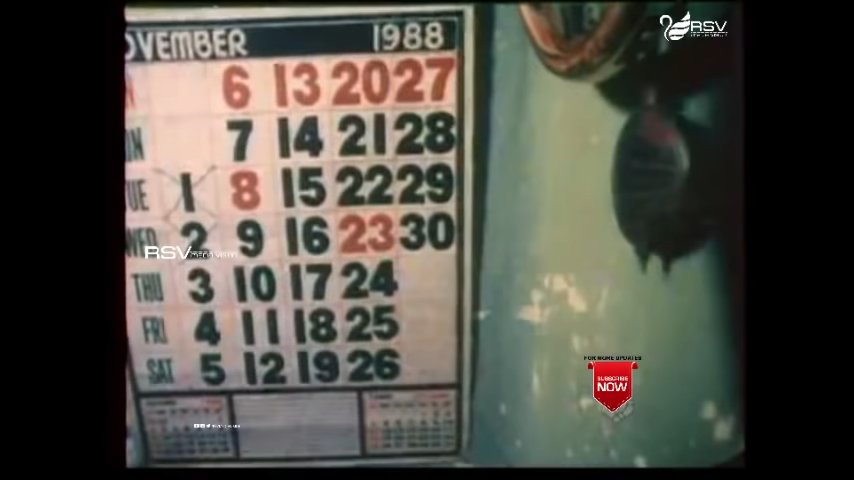 RSV
OVEMBER 1988
6 13 20 27
ON 7 14 21 28
TUE 1 8 15 22 29
WED 2 9 16 23 30
RSV
THU 3 10 17 24
FRI 4 11 18 25
SAT 5 12 19 26
FOR MORE UPDATES
SUBSCRIBE
NOW